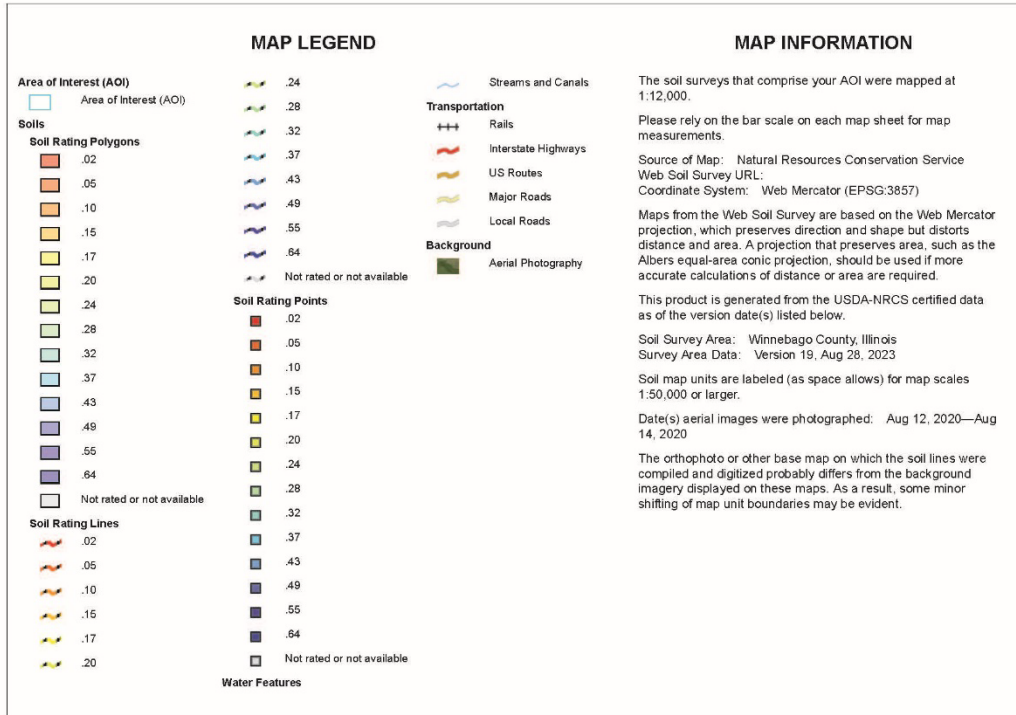 MAP LEGEND
Area of Interest (AOI)
Area of Interest (AOI)
Soils
Soil Rating Polygons
.02
.05
.10
.15
.17
.20
.24
.28
.32
.37
.43
.49
.55
.64
Not rated or not available
Soil Rating Lines
.02
.05
.10
.15
.17
.20
.24
.28
.32
.37
.43
.49
.55
.64
Not rated or not available
Soil Rating Points
.02
.05
.10
.15
.17
.20
.24
.28
.32
.37
.43
.49
.55
.64
Not rated or not available
Water Features
Streams and Canals
Transportation
Rails
Interstate Highways
US Routes
Major Roads
Local Roads
Background
Aerial Photography
MAP INFORMATION
The soil surveys that comprise your AOI were mapped at
1:12,000.
Please rely on the bar scale on each map sheet for map
measurements.
Source of Map: Natural Resources Conservation Service
Web Soil Survey URL:
Coordinate System: Web Mercator (EPSG:3857)
Maps from the Web Soil Survey are based on the Web Mercator
projection, which preserves direction and shape but distorts
distance and area. A projection that preserves area, such as the
Albers equal-area conic projection, should be used if more
accurate calculations of distance or area are required.
This product is generated from the USDA-NRCS certified data
as of the version date(s) listed below.
Soil Survey Area: Winnebago County, Illinois
Survey Area Data: Version 19, Aug 28, 2023
Soil map units are labeled (as space allows) for map scales
1:50,000 or larger.
Date(s) aerial images were photographed: Aug 12, 2020—Aug
14, 2020
The orthophoto or other base map on which the soil lines were
compiled and digitized probably differs from the background
imagery displayed on these maps. As a result, some minor
shifting of map unit boundaries may be evident.